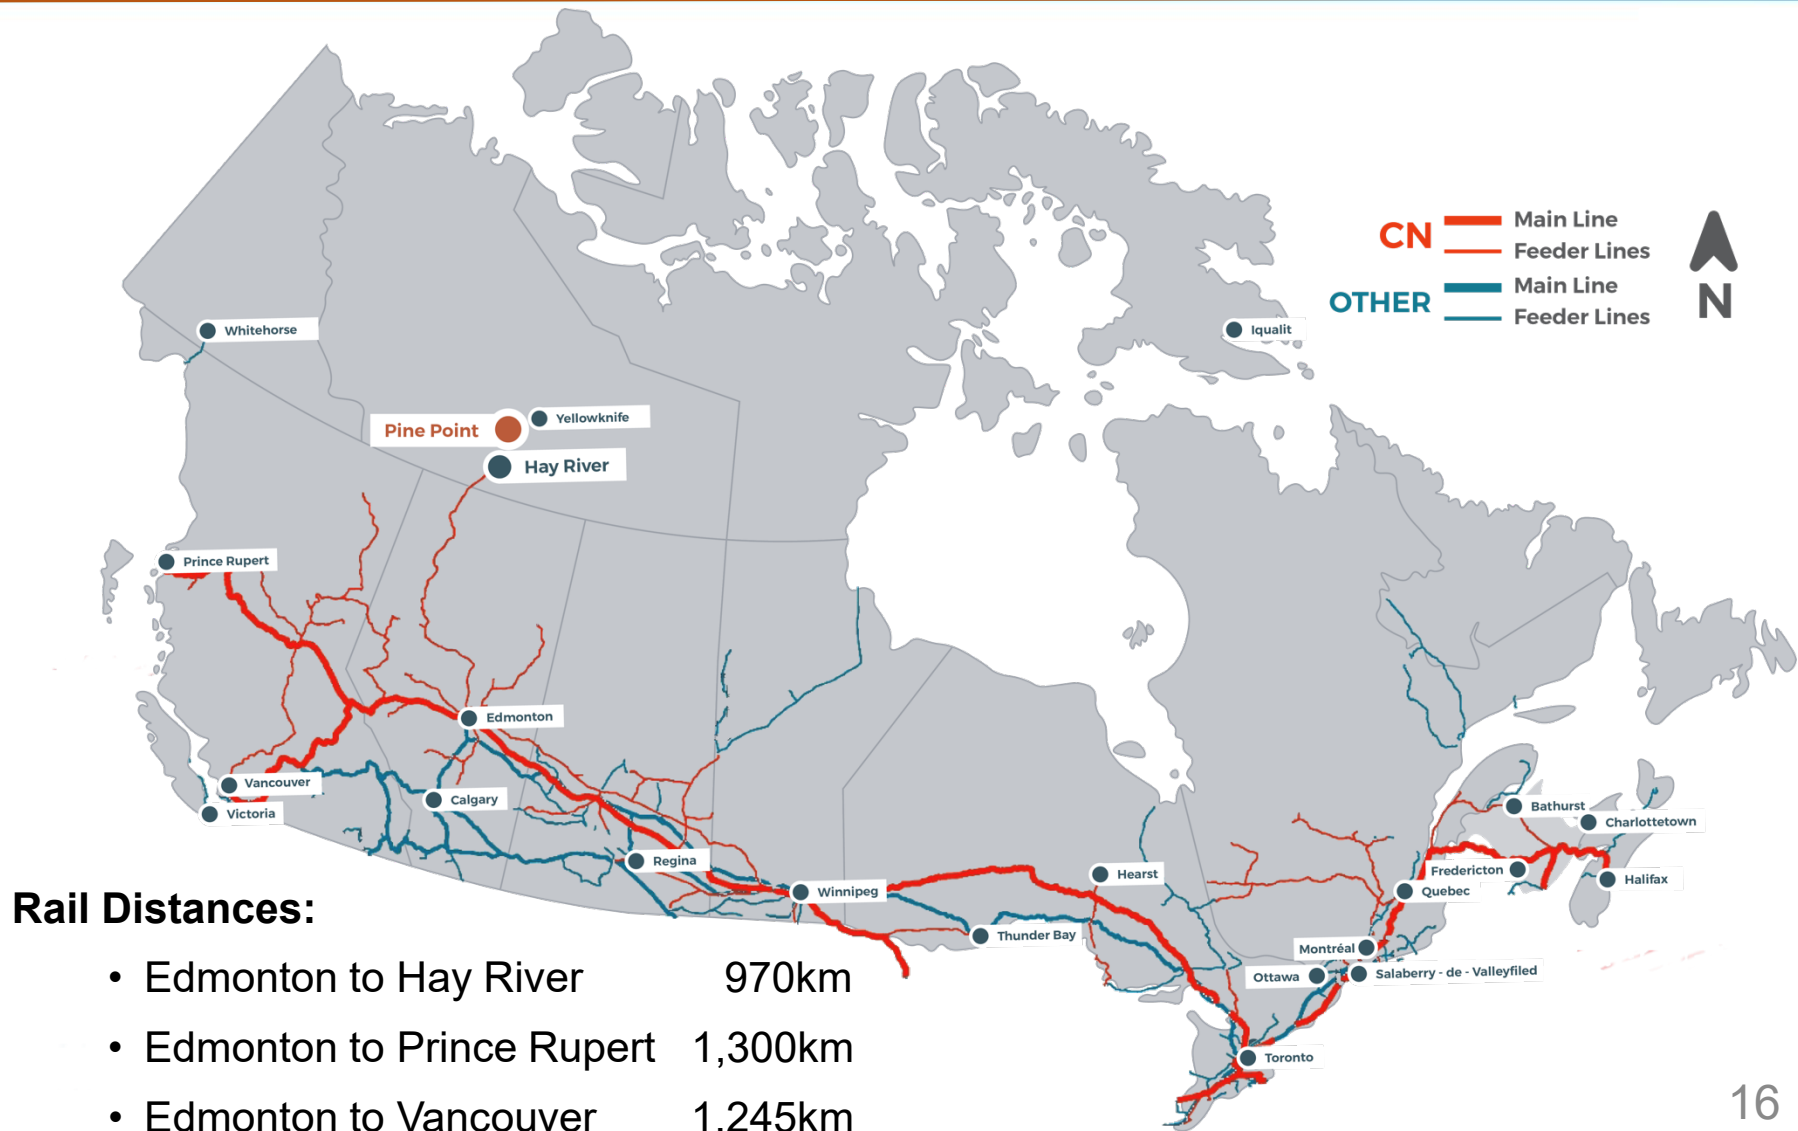 CN
Main Line
Feeder Lines
OTHER
Main Line
Feeder Lines
N
Whitehorse
Iqualit
Pine Point
Yellowknife
Hay River
Prince Rupert
Edmonton
Vancouver
Calgary
Victoria
Bathurst
Charlottetown
Regina
Hearst
Fredericton
Winnipeg
Quebec
Halifax
Thunder Bay
Montréal
Ottawa
Salaberry - de - Valleyfiled
Toronto
Rail Distances:
• Edmonton to Hay River 970km
• Edmonton to Prince Rupert 1,300km
• Edmonton to Vancouver 1,245km
16